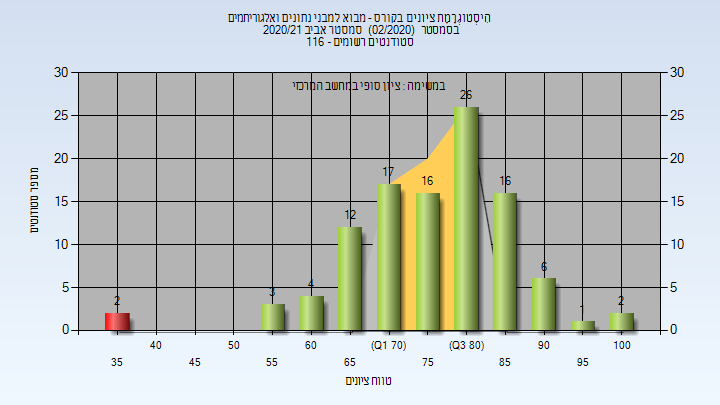 היסטוגרמת ציונים בקורס - מבוא למבני נתונים ואלגוריתמים
בסמסטר (02/2020) סמסטר אביב 2020/21
סטודנטים רשומים - 116
במשימה : ציון סופי במחשב המרכזי
מספר סטודנטים
30 30
25 25
20 20
15 15
10 10
5 5
0 0
2 3 4 12 17 16 26 16 6 1 2
40 50 60 (Q1 70) (Q3 80) 90 100
35 45 55 65 75 85 95
טווח ציונים